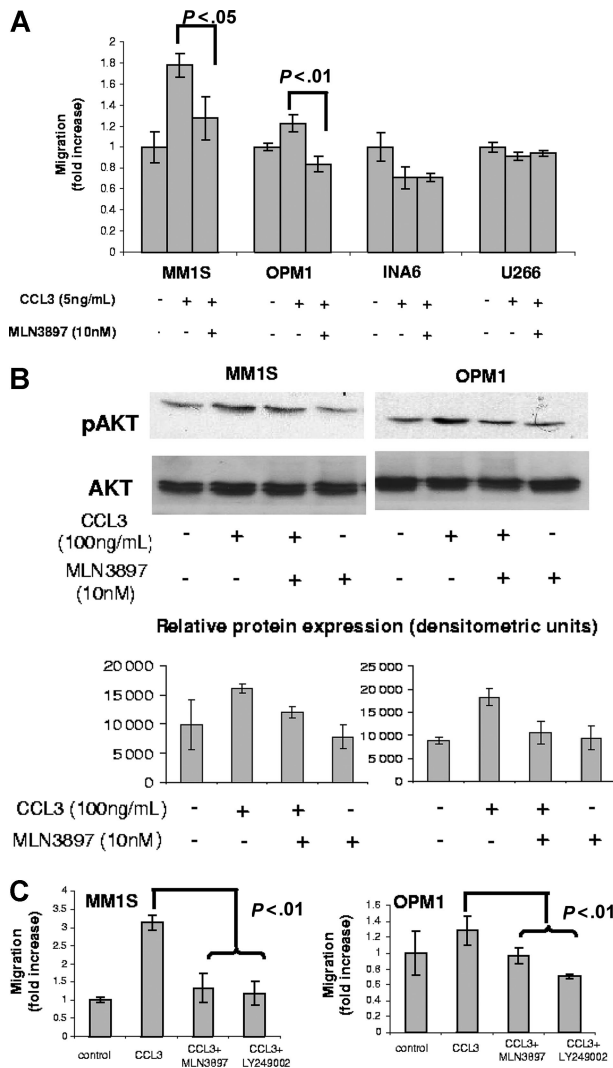 A
P<.05
P<.01
Migration
(fold increase)
2
1.8
1.6
1.4
1.2
1
0.8
0.6
0.4
0.2
0
MM1S OPM1 INA6 U266
CCL3 (5ng/mL) - + + - + + - + + - + +
MLN3897 (10nM) - - + - - + - - + - - +
B
MM1S OPM1
pAKT
AKT
CCL3
(100ng/mL) - + + - - + + -
MLN3897
(10nM) - - + + - - + +
Relative protein expression (densitometric units)
20 000
15 000
10 000
5 000
0
25 000
20 000
15 000
10 000
5 000
0
CCL3 (100ng/mL) - + + - - + + -
MLN3897 (10nM) - - + + - - + +
C
MM1S
P<.01
Migration
(fold increase)
4
3.5
3
2.5
2
1.5
1
0.5
0
control CCL3 CCL3+ CCL3+
MLN3897 LY249002
OPM1
P<.01
Migration
(fold increase)
1.6
1.4
1.2
1
0.8
0.6
0.4
0.2
0
control CCL3 CCL3+ CCL3+
MLN3897 LY249002